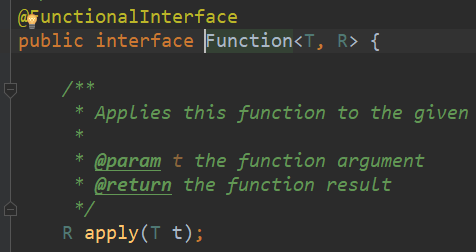 @FunctionalInterface
public interface Function<T, R> {
/**
* Applies this function to the given
*
* @param t the function argument
* @return the function result
*/
R apply(T t);